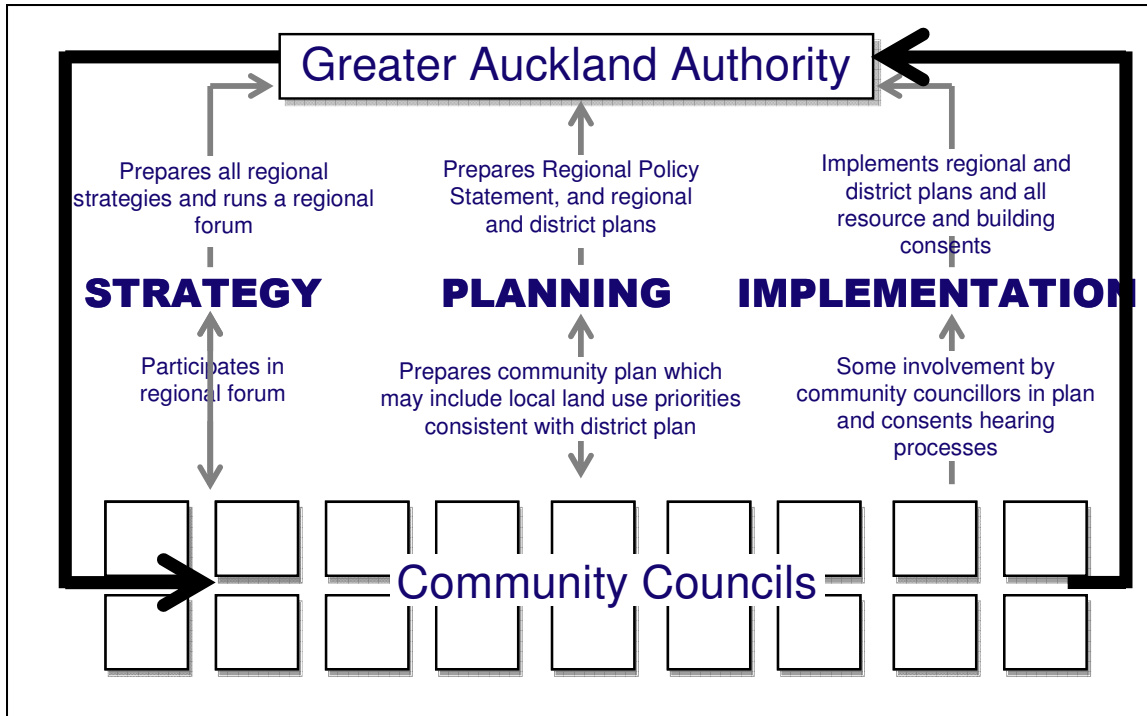 Greater Auckland Authority
Prepares all regional
strategies and runs a regional
forum
Prepares Regional Policy
Statement, and regional
and district plans
Implements regional and
district plans and all
resource and building
consents
STRATEGY
PLANNING
IMPLEMENTATION
Participates in
regional forum
Prepares community plan which
may include local land use priorities
consistent with district plan
Some involvement by
community councillors in plan
and consents hearing
processes
Community Councils